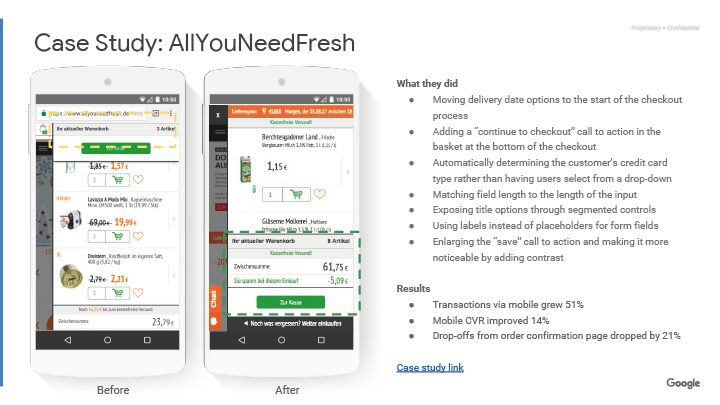 Proprietary + Confidential
Case Study: AllYouNeedFresh
10:50
https://www.allyouneedfresh.de
Ihr aktueller Warenkorb 3 Artikel
1,85 € 1,57 €
1
Aktion
Lavazza A Modo Mio , Kapselmaschine
Minù LM500 weiß, 1 St (19,99 / Stk)
69,00 € 19,99 €
1
%
Dreistern , Rindfleisch im eigenen Saft,
400 g (5,82 / kg)
2,79 € 2,23 €
1
bis zum kostenfreien Versand.
Zwischensumme 23,79 €
Before
10:50
X
Lieferregion: Morgen, den 05.08.17 zwischen 18
Kostenfreier Versand!
Berchtesgadener Land , Frische
Bergbauern Milch 1,5% Fett, 1 l (1,15 / l)
1,15 €
1
Gläserne Molkerei , Haltbare
Ihr aktueller Warenkorb 8 Artikel
Kostenfreier Versand!
Zwischensumme 61,75 €
Sie sparen bei diesem Einkauf -5,09 €
Zur Kasse
Chat
Noch was vergessen? Weiter einkaufen
After
What they did
● Moving delivery date options to the start of the checkout
process
● Adding a “continue to checkout” call to action in the
basket at the bottom of the checkout
● Automatically determining the customer’s credit card
type rather than having users select from a drop-down
● Matching field length to the length of the input
● Exposing title options through segmented controls
● Using labels instead of placeholders for form fields
● Enlarging the “save” call to action and making it more
noticeable by adding contrast
Results
● Transactions via mobile grew 51%
● Mobile CVR improved 14%
● Drop-offs from order confirmation page dropped by 21%
Case study link
Google